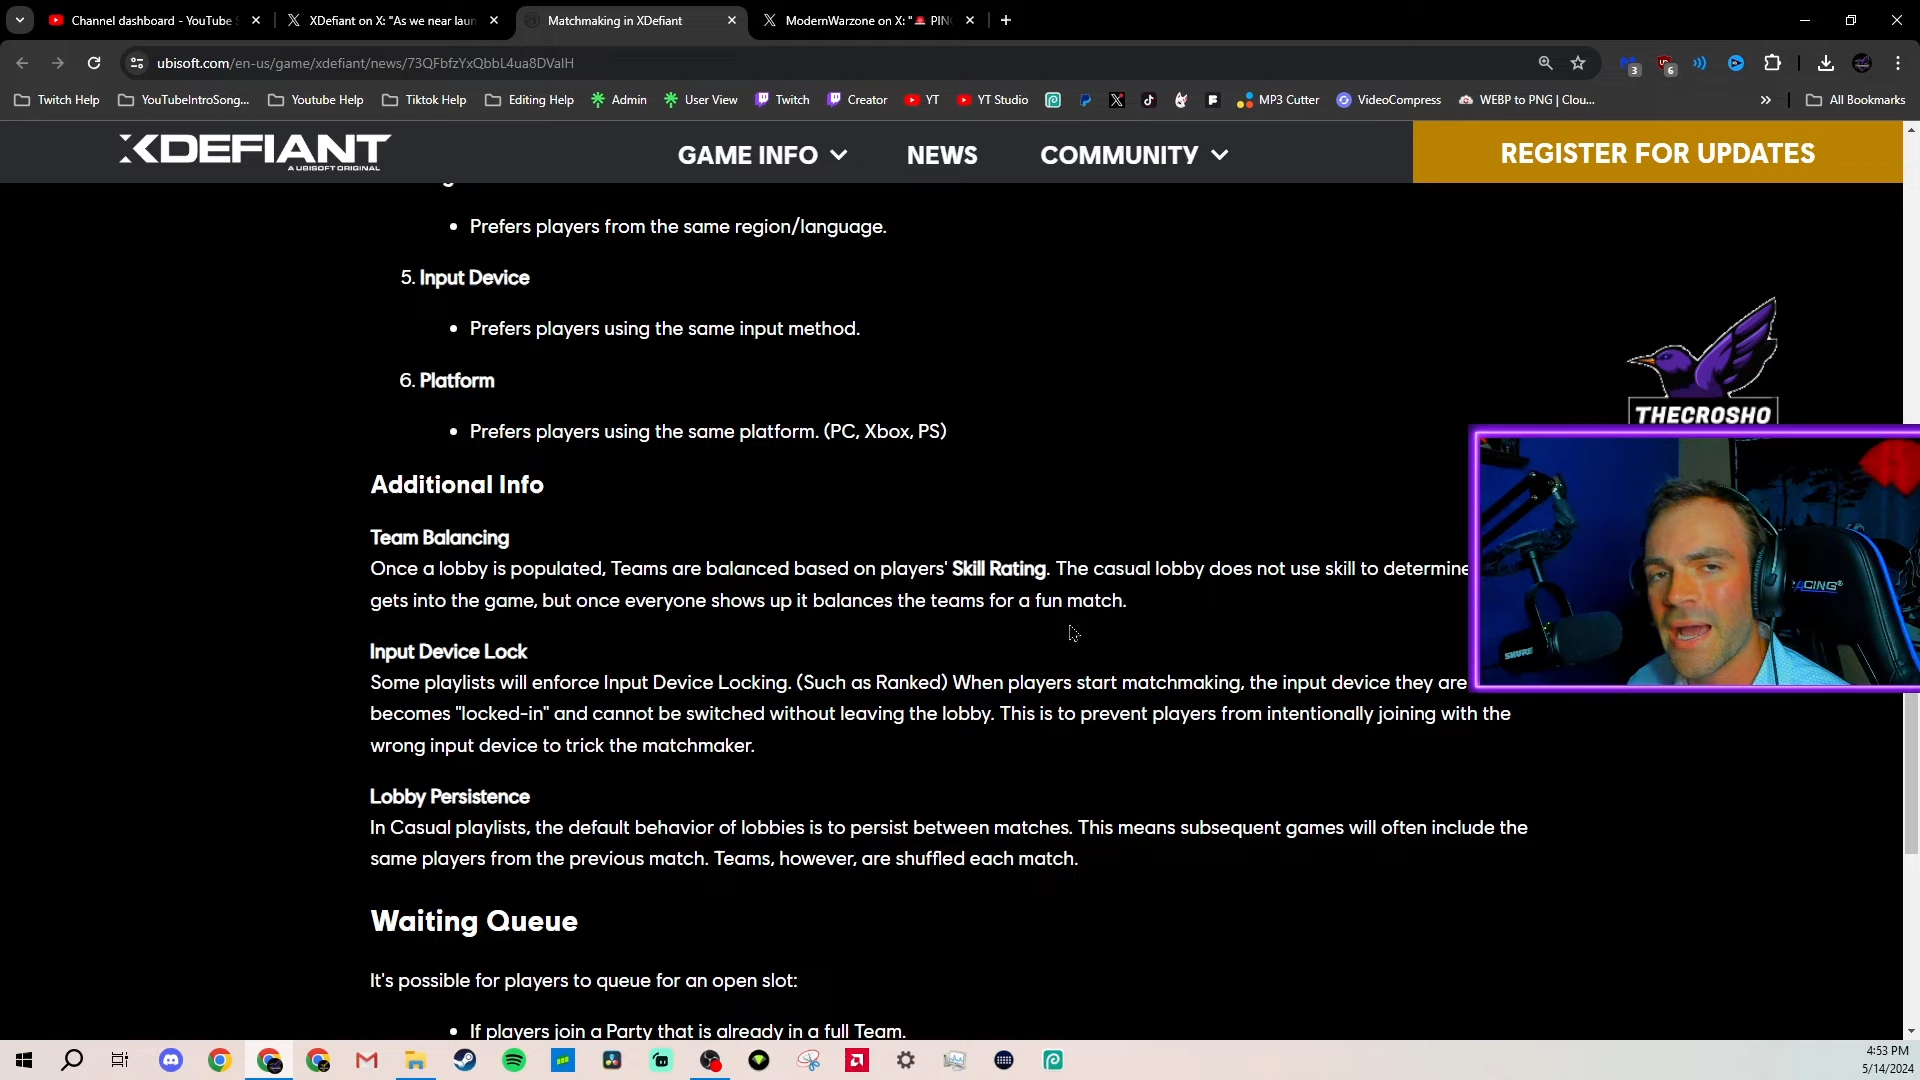 Channel dashboard - YouTube S
XDefiant on X: "As we near laun
Matchmaking in XDefiant
ModernWarzone on X: "🚨 PIN
ubisoft.com/en-us/game/xdefiant/news/73QFbfzYxQbbL4ua8DValH
3
6
Twitch Help
YouTubeIntroSong...
Youtube Help
Tiktok Help
Editing Help
Admin
User View
Twitch
Creator
YT
YT Studio
MP3 Cutter
VideoCompress
WEBP to PNG | Clou...
All Bookmarks
XDEFIANT
A UBISOFT ORIGINAL
GAME INFO
NEWS
COMMUNITY
REGISTER FOR UPDATES
• Prefers players from the same region/language.
5. Input Device
• Prefers players using the same input method.
6. Platform
• Prefers players using the same platform. (PC, Xbox, PS)
THECROSHO
Additional Info
Team Balancing
Once a lobby is populated, Teams are balanced based on players' Skill Rating. The casual lobby does not use skill to determine
gets into the game, but once everyone shows up it balances the teams for a fun match.
Input Device Lock
Some playlists will enforce Input Device Locking. (Such as Ranked) When players start matchmaking, the input device they are
becomes "locked-in" and cannot be switched without leaving the lobby. This is to prevent players from intentionally joining with the
wrong input device to trick the matchmaker.
SHURE
ACING
Lobby Persistence
In Casual playlists, the default behavior of lobbies is to persist between matches. This means subsequent games will often include the
same players from the previous match. Teams, however, are shuffled each match.
Waiting Queue
It's possible for players to queue for an open slot:
• If players join a Party that is already in a full Team.
4:53 PM
5/14/2024